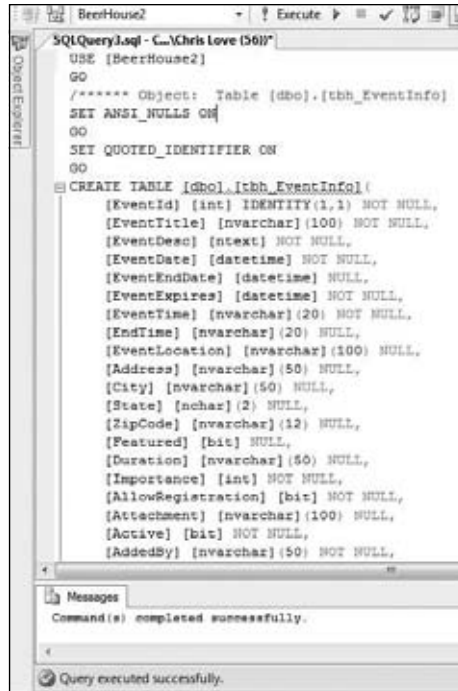 BeerHouse2 Execute
SQLQuery3.sql - C...\Chris Love (56))*
Object Explorer
USE [BeerHouse2]
GO
/****** Object: Table [dbo].[tbh_EventInfo]
SET ANSI_NULLS ON
GO
SET QUOTED_IDENTIFIER ON
GO
CREATE TABLE [dbo].[tbh_EventInfo](
[EventId] [int] IDENTITY(1,1) NOT NULL,
[EventTitle] [nvarchar](100) NOT NULL,
[EventDesc] [ntext] NOT NULL,
[EventDate] [datetime] NOT NULL,
[EventEndDate] [datetime] NULL,
[EventExpires] [datetime] NOT NULL,
[EventTime] [nvarchar](20) NOT NULL,
[EndTime] [nvarchar](20) NULL,
[EventLocation] [nvarchar](100) NULL,
[Address] [nvarchar](50) NULL,
[City] [nvarchar](50) NULL,
[State] [nchar](2) NULL,
[ZipCode] [nvarchar](12) NULL,
[Featured] [bit] NULL,
[Duration] [nvarchar](50) NULL,
[Importance] [int] NOT NULL,
[AllowRegistration] [bit] NOT NULL,
[Attachment] [nvarchar](100) NULL,
[Active] [bit] NOT NULL,
[AddedBy] [nvarchar](50) NOT NULL,
Messages
Command(s) completed successfully.
Query executed successfully.